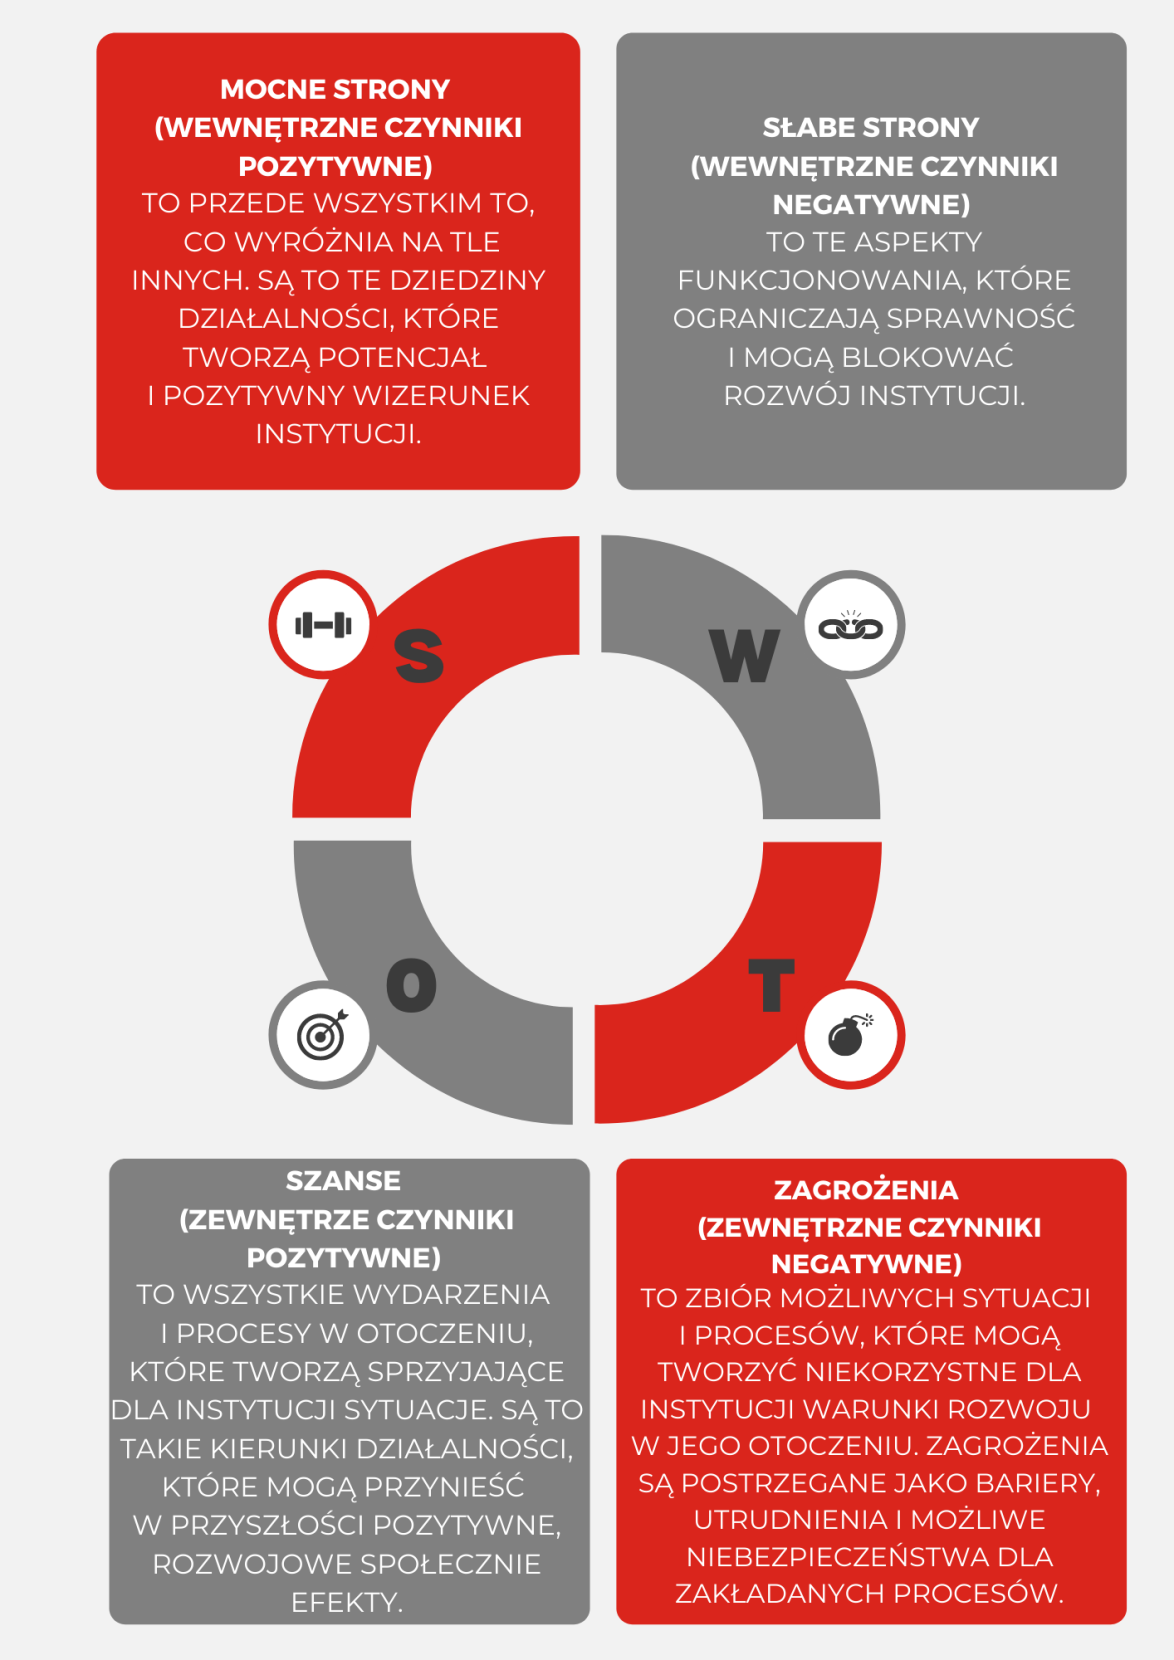 MOCNE STRONY
(WEWNĘTRZNE CZYNNIKI
POZYTYWNE)
TO PRZEDE WSZYSTKIM TO,
CO WYRÓŻNIA NA TLE
INNYCH. SĄ TO TE DZIEDZINY
DZIAŁALNOŚCI, KTÓRE
TWORZĄ POTENCJAŁ
I POZYTYWNY WIZERUNEK
INSTYTUCJI.
SŁABE STRONY
(WEWNĘTRZNE CZYNNIKI
NEGATYWNE)
TO TE ASPEKTY
FUNKCJONOWANIA, KTÓRE
OGRANICZAJĄ SPRAWNOŚĆ
I MOGĄ BLOKOWAĆ
ROZWÓJ INSTYTUCJI.
S
W
O
T
SZANSE
(ZEWNĘTRZE CZYNNIKI
POZYTYWNE)
TO WSZYSTKIE WYDARZENIA
I PROCESY W OTOCZENIU,
KTÓRE TWORZĄ SPRZYJAJĄCE
DLA INSTYTUCJI SYTUACJE. SĄ TO
TAKIE KIERUNKI DZIAŁALNOŚCI,
KTÓRE MOGĄ PRZYNIEŚĆ
W PRZYSZŁOŚCI POZYTYWNE,
ROZWOJOWE SPOŁECZNIE
EFEKTY.
ZAGROŻENIA
(ZEWNĘTRZNE CZYNNIKI
NEGATYWNE)
TO ZBIÓR MOŻLIWYCH SYTUACJI
I PROCESÓW, KTÓRE MOGĄ
TWORZYĆ NIEKORZYSTNE DLA
INSTYTUCJI WARUNKI ROZWOJU
W JEGO OTOCZENIU. ZAGROŻENIA
SĄ POSTRZEGANE JAKO BARIERY,
UTRUDNIENIA I MOŻLIWE
NIEBEZPIECZEŃSTWA DLA
ZAKŁADANYCH PROCESÓW.